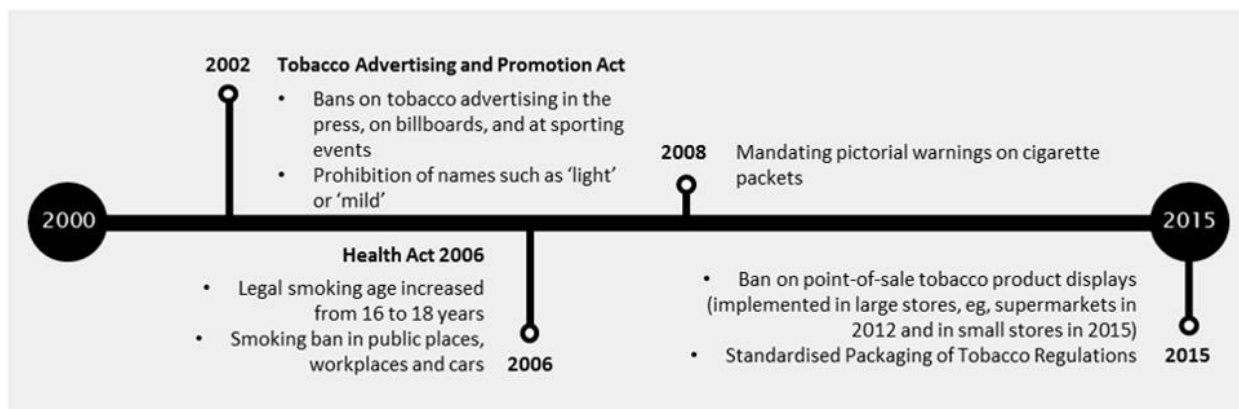 2002 Tobacco Advertising and Promotion Act
• Bans on tobacco advertising in the
press, on billboards, and at sporting
events
• Prohibition of names such as ‘light’
or ‘mild’
2008 Mandating pictorial warnings on cigarette
packets
2000
2015
Health Act 2006
• Legal smoking age increased
from 16 to 18 years
• Smoking ban in public places,
workplaces and cars
2006
• Ban on point-of-sale tobacco product displays
(implemented in large stores, eg, supermarkets in
2012 and in small stores in 2015)
• Standardised Packaging of Tobacco Regulations
2015